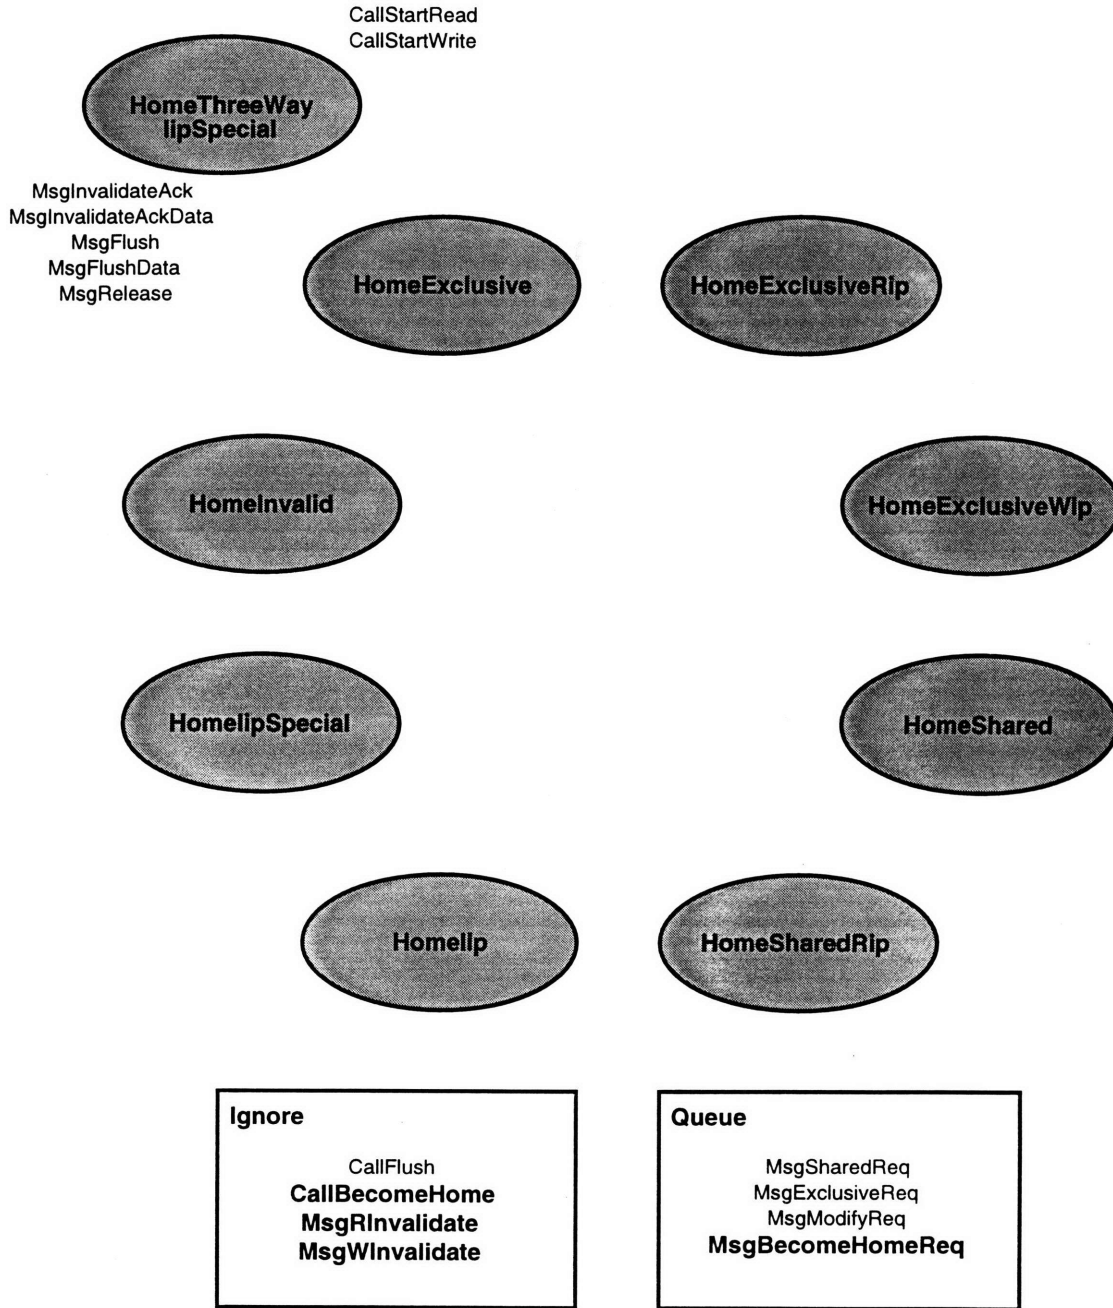 CallStartRead
CallStartWrite
HomeThreeWay
IipSpecial
MsgInvalidateAck
MsgInvalidateAckData
MsgFlush
MsgFlushData
MsgRelease
HomeExclusive
HomeExclusiveRip
HomeInvalid
HomeExclusiveWip
HomeIipSpecial
HomeShared
HomeIip
HomeSharedRip
Ignore
CallFlush
CallBecomeHome
MsgRInvalidate
MsgWInvalidate
Queue
MsgSharedReq
MsgExclusiveReq
MsgModifyReq
MsgBecomeHomeReq